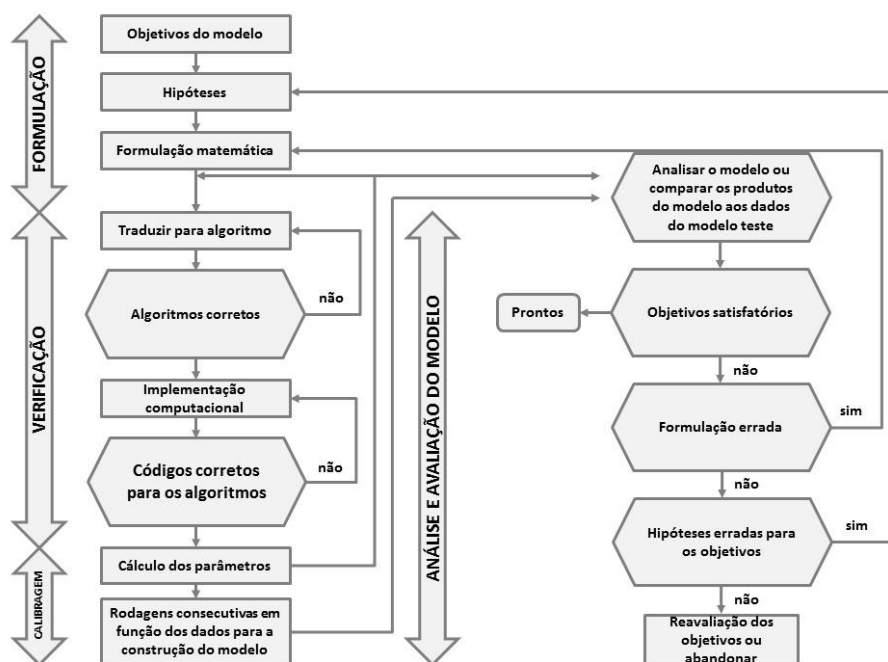 FORMULAÇÃO
VERIFICAÇÃO
CALIBRAGEM
Objetivos do modelo
Hipóteses
Formulação matemática
Traduzir para algoritmo
Algoritmos corretos
não
Implementação
computacional
Códigos corretos
para os algoritmos
não
Cálculo dos parâmetros
Rodagens consecutivas em
função dos dados para a
construção do modelo
ANÁLISE E AVALIAÇÃO DO MODELO
Analisar o modelo ou
comparar os produtos
do modelo aos dados
do modelo teste
Prontos
Objetivos satisfatórios
não
Formulação errada
sim
não
Hipóteses erradas para
os objetivos
sim
não
Reavaliação dos
objetivos ou
abandonar